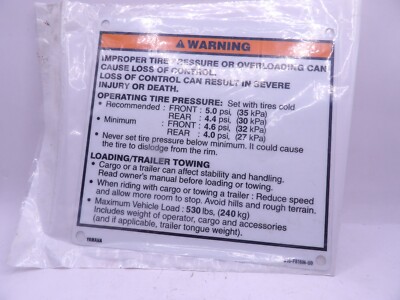 ⚠ WARNING
IMPROPER TIRE PRESSURE OR OVERLOADING CAN
CAUSE LOSS OF CONTROL.
LOSS OF CONTROL CAN RESULT IN SEVERE
INJURY OR DEATH.
OPERATING TIRE PRESSURE: Set with tires cold
• Recommended : FRONT : 5.0 psi, (35 kPa)
REAR : 4.4 psi, (30 kPa)
• Minimum : FRONT : 4.6 psi, (32 kPa)
REAR : 4.0 psi, (27 kPa)
• Never set tire pressure below minimum. It could cause
the tire to dislodge from the rim.
LOADING/TRAILER TOWING
• Cargo or a trailer can affect stability and handling.
Read owner's manual before loading or towing.
• When riding with cargo or towing a trailer : Reduce speed
and allow more room to stop. Avoid hills and rough terrain.
• Maximum Vehicle Load : 530 lbs, (240 kg)
Includes weight of operator, cargo and accessories
(and if applicable, trailer tongue weight).
YAMAHA